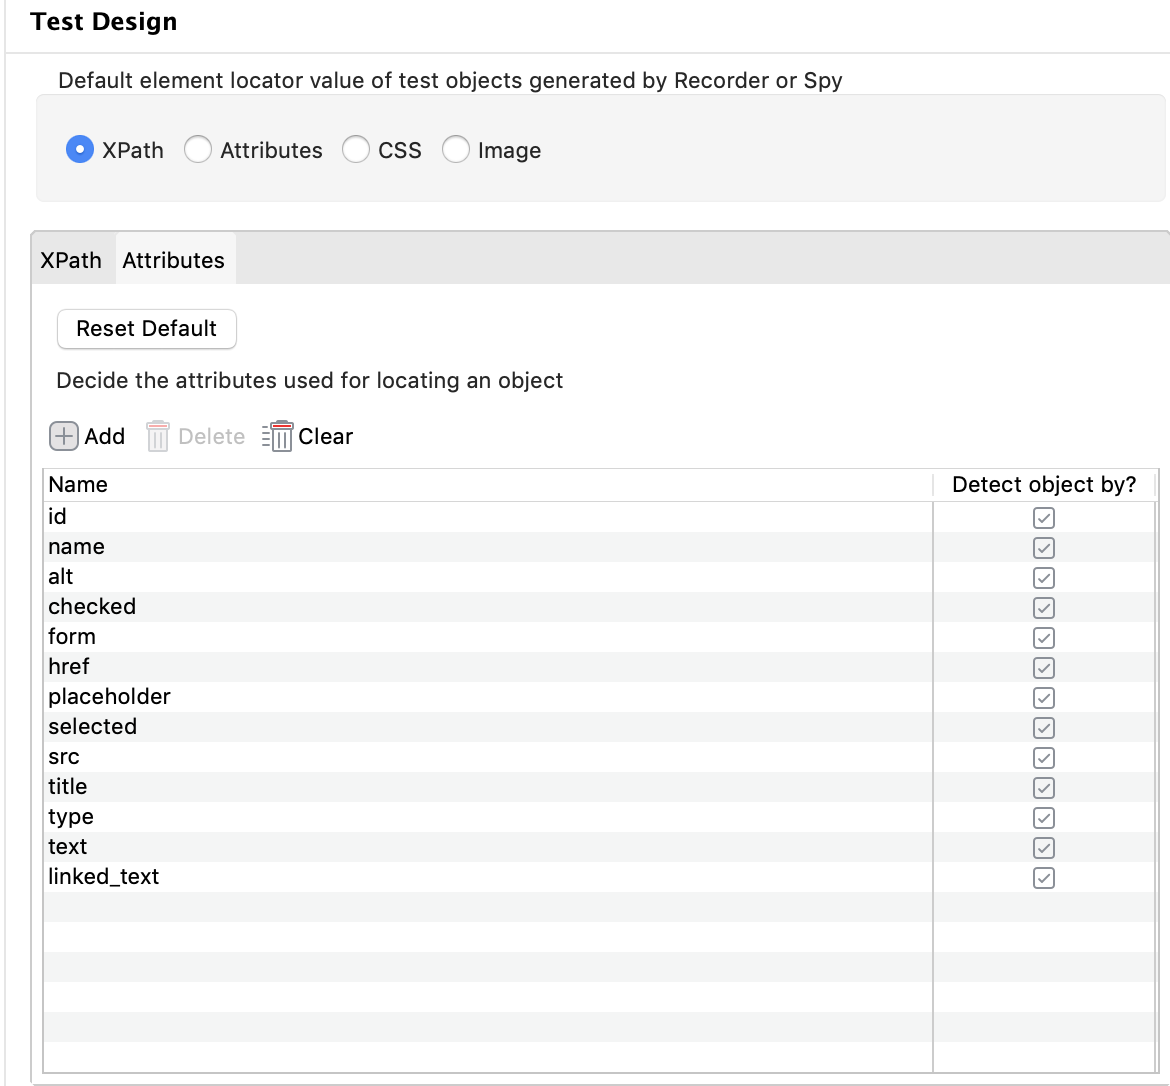 Test Design
Default element locator value of test objects generated by Recorder or Spy
XPath Attributes CSS Image
XPath Attributes
Reset Default
Decide the attributes used for locating an object
Add Delete Clear
Name Detect object by?
id
name
alt
checked
form
href
placeholder
selected
src
title
type
text
linked_text